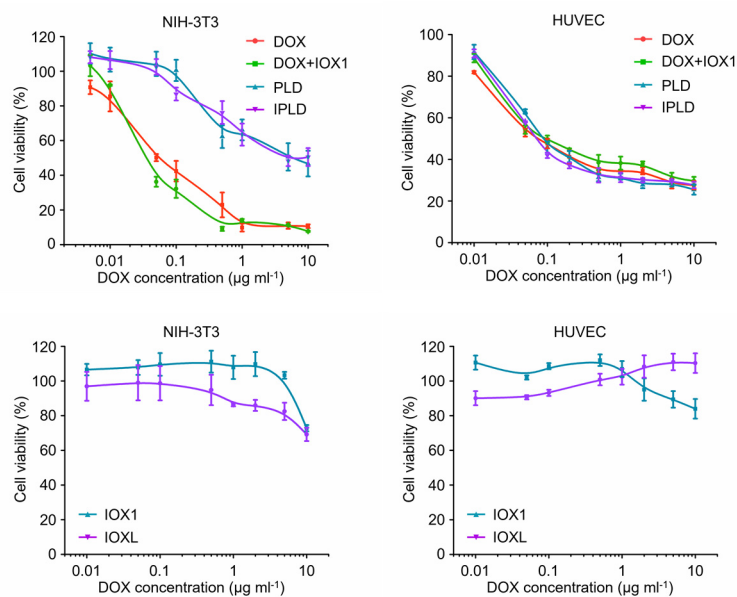 NIH-3T3
120
100
80
60
40
20
0
Cell viability (%)
DOX
DOX+IOX1
PLD
IPLD
0.01
0.1
1
10
DOX concentration (μg ml-1)
HUVEC
100
80
60
40
20
0
Cell viability (%)
DOX
DOX+IOX1
PLD
IPLD
0.01
0.1
1
10
DOX concentration (μg ml-1)
NIH-3T3
120
100
80
60
40
20
0
Cell viability (%)
IOX1
IOXL
0.01
0.1
1
10
DOX concentration (μg ml-1)
HUVEC
120
100
80
60
40
20
0
Cell viability (%)
IOX1
IOXL
0.01
0.1
1
10
DOX concentration (μg ml-1)